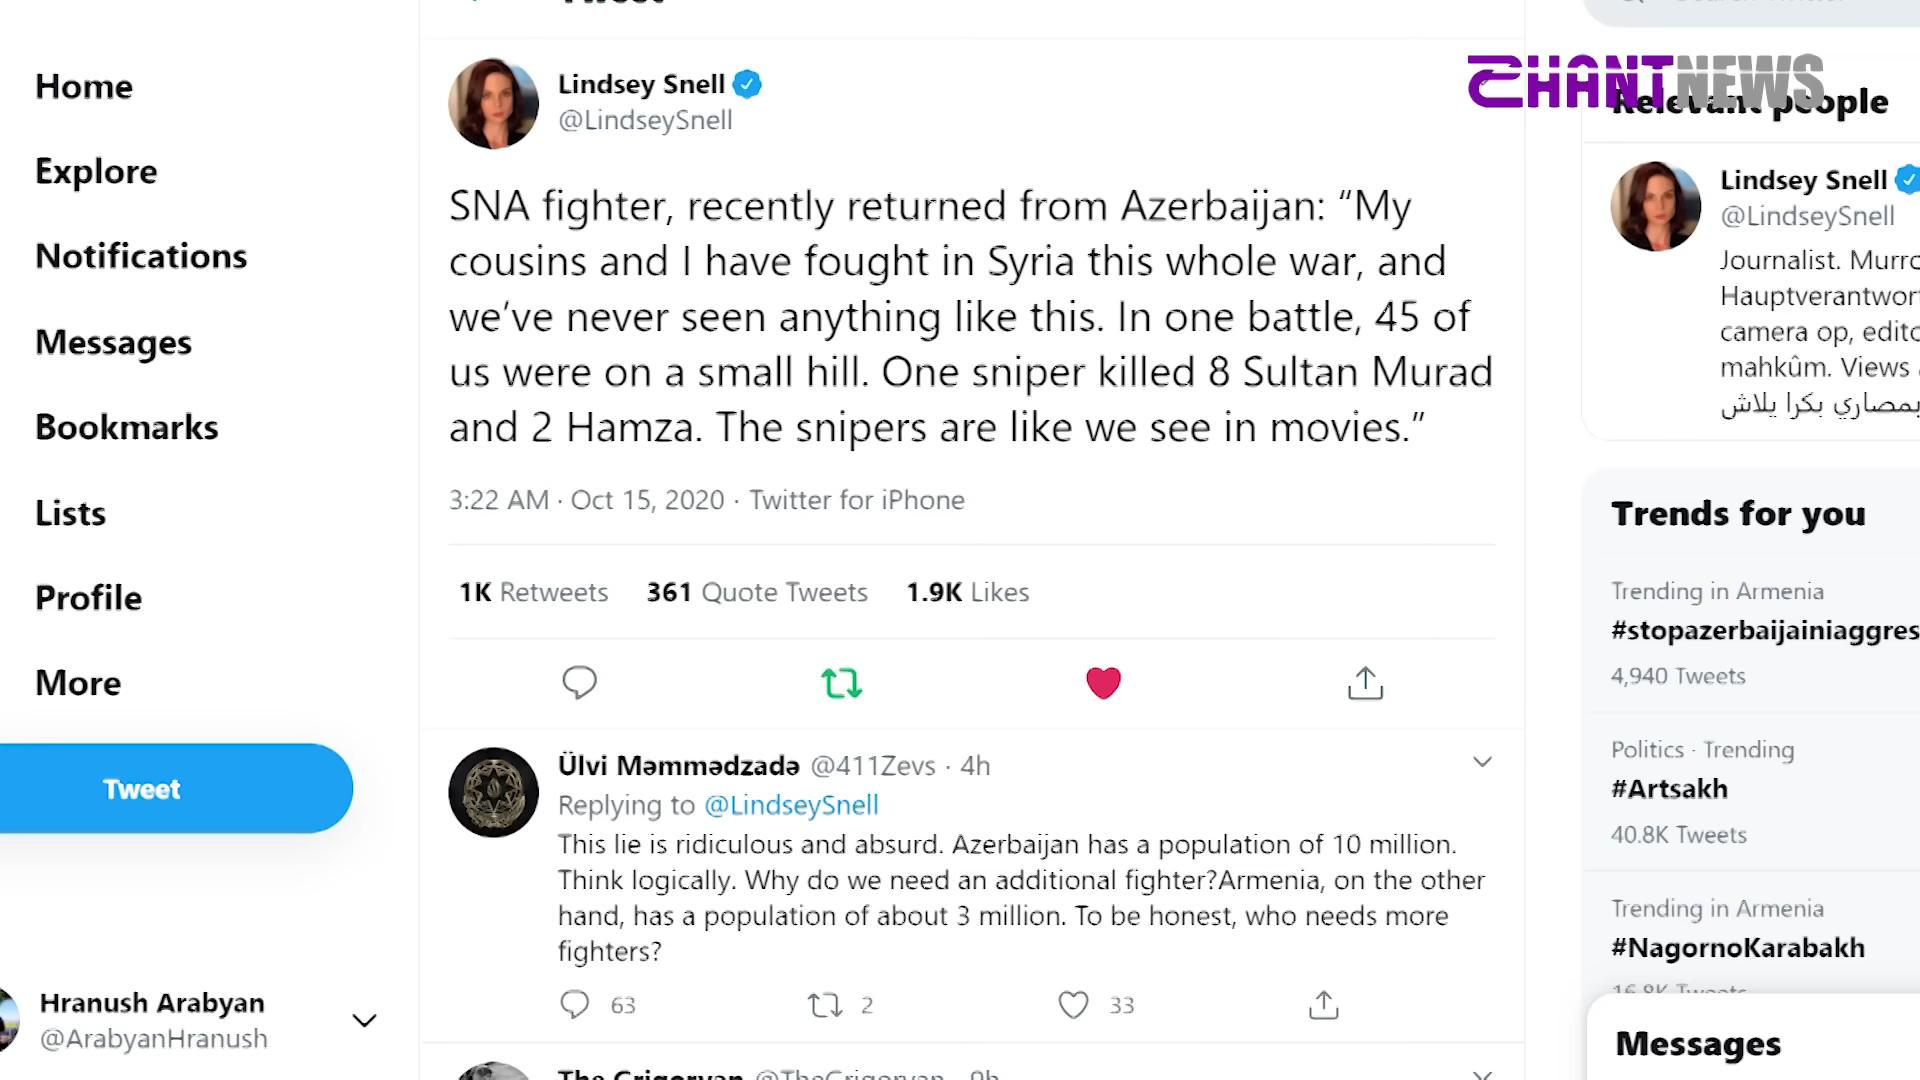 Tweet
SHANTNEWS
Home
Explore
Notifications
Messages
Bookmarks
Lists
Profile
More
Tweet
Hranush Arabyan
@ArabyanHranush
Lindsey Snell
@LindseySnell
SNA fighter, recently returned from Azerbaijan: “My
cousins and I have fought in Syria this whole war, and
we’ve never seen anything like this. In one battle, 45 of
us were on a small hill. One sniper killed 8 Sultan Murad
and 2 Hamza. The snipers are like we see in movies.”
3:22 AM · Oct 15, 2020 · Twitter for iPhone
1K Retweets 361 Quote Tweets 1.9K Likes
Ülvi Məmmədzadə @411Zevs · 4h
Replying to @LindseySnell
This lie is ridiculous and absurd. Azerbaijan has a population of 10 million.
Think logically. Why do we need an additional fighter?Armenia, on the other
hand, has a population of about 3 million. To be honest, who needs more
fighters?
63 2 33
The Grigoryan @TheGrigoryan · 9h
Relevant people
Lindsey Snell
@LindseySnell
Journalist.
camera op,
mahkûm. Views
بمصاري بكرا بلاش
Trends for you
Trending in Armenia
#stopazerbaijainiaggres
4,940 Tweets
Politics · Trending
#Artsakh
40.8K Tweets
Trending in Armenia
#NagornoKarabakh
16.8K Tweets
Messages